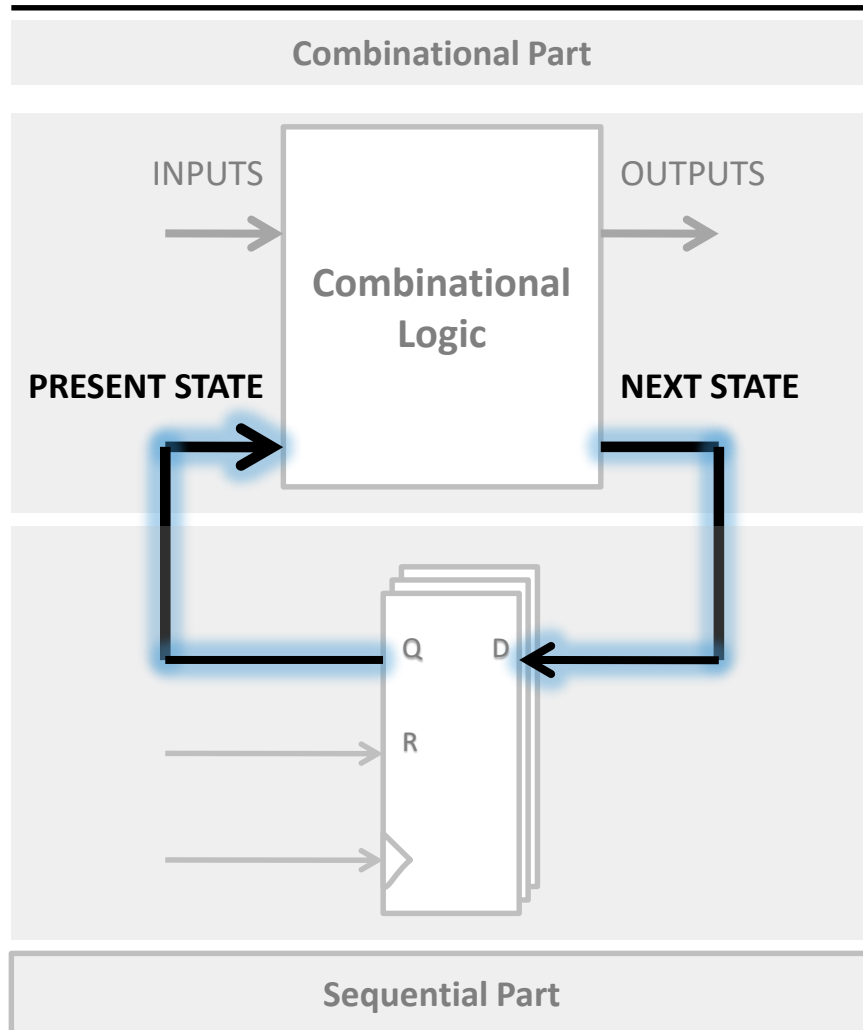 Combinational Part
INPUTS
OUTPUTS
Combinational
Logic
PRESENT STATE
NEXT STATE
Q
D
R
Sequential Part